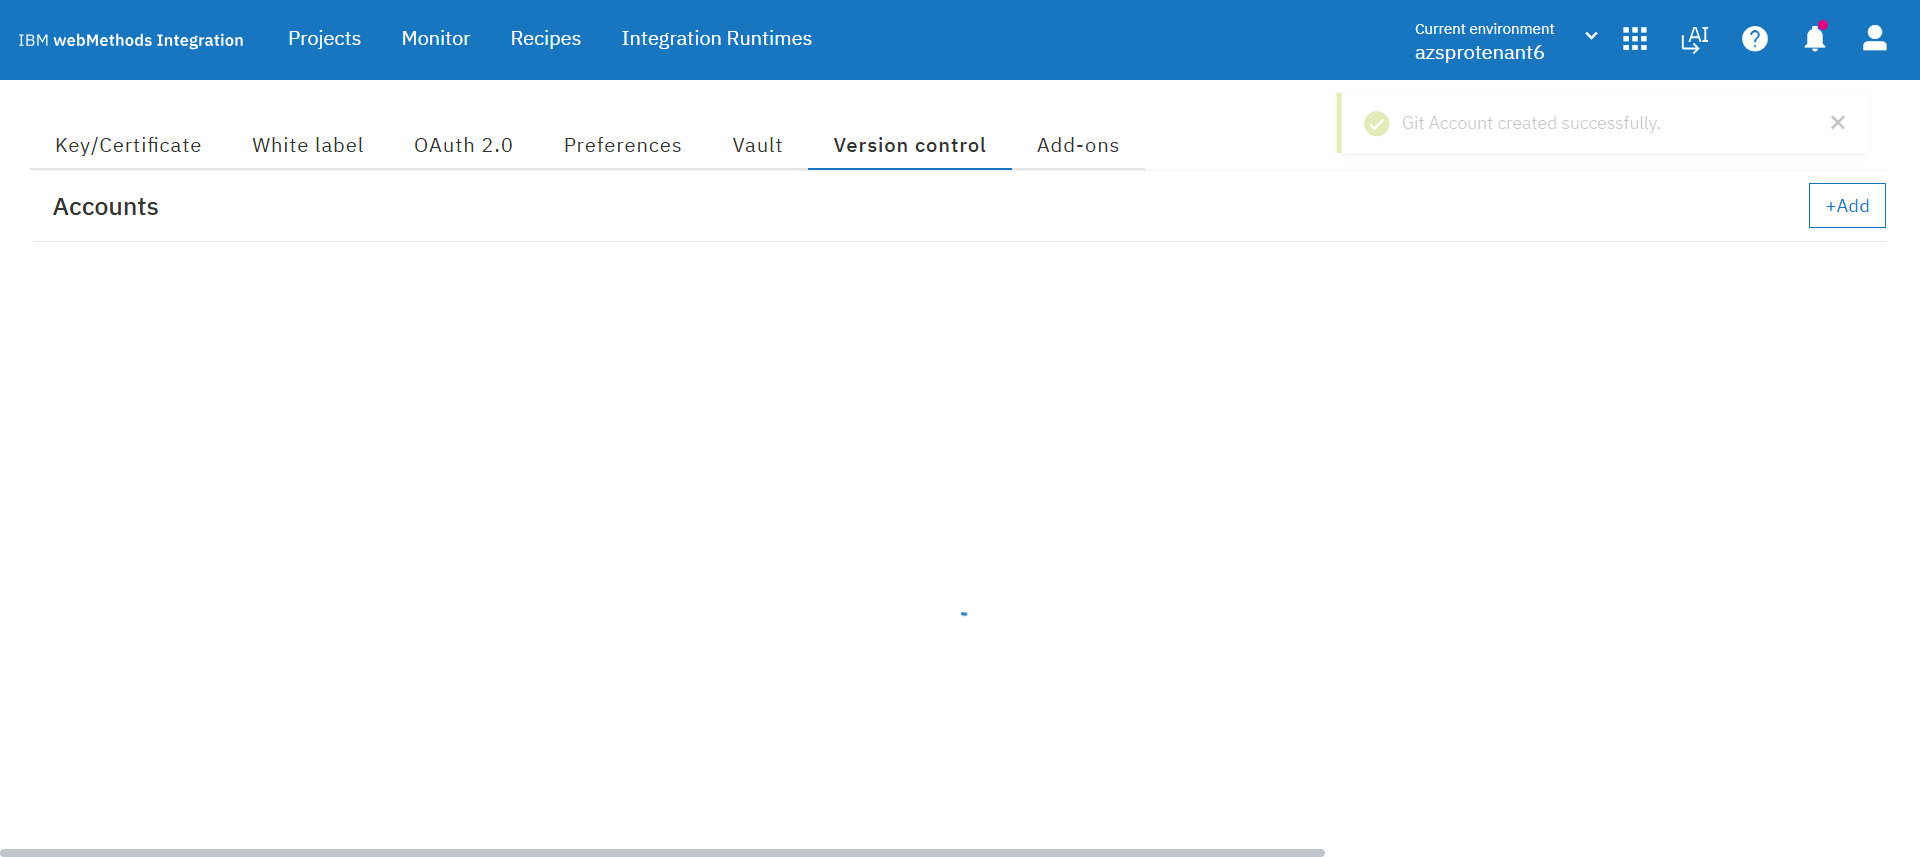 IBM webMethods Integration
Projects
Monitor
Recipes
Integration Runtimes
Current environment
azsprotenant6
AI
?
Git Account created successfully.
Key/Certificate
White label
OAuth 2.0
Preferences
Vault
Version control
Add-ons
Accounts
+Add